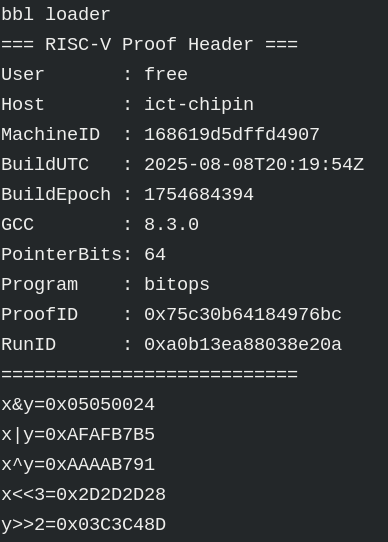 bbl loader
=== RISC-V Proof Header ===
User       : free
Host       : ict-chipin
MachineID  : 168619d5dffd4907
BuildUTC   : 2025-08-08T20:19:54Z
BuildEpoch : 1754684394
GCC        : 8.3.0
PointerBits: 64
Program    : bitops
ProofID    : 0x75c30b64184976bc
RunID      : 0xa0b13ea88038e20a
===========================
x&y=0x05050024
x|y=0xAFAFB7B5
x^y=0xAAAAB791
x<<3=0x2D2D2D28
y>>2=0x03C3C48D